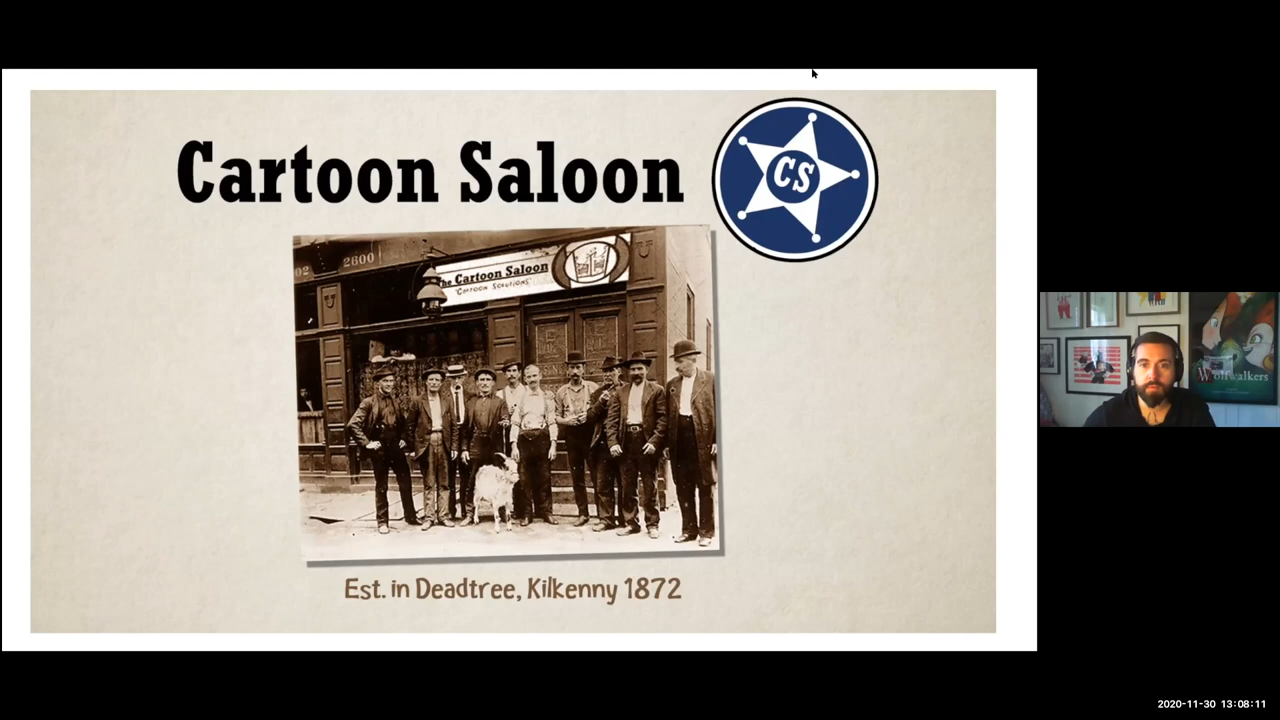 Cartoon Saloon
CS
2600
The Cartoon Saloon
"CARTOON SOLUTIONS"
Est. in Deadtree, Kilkenny 1872
Wolfwalkers
2020-11-30 13:08:11